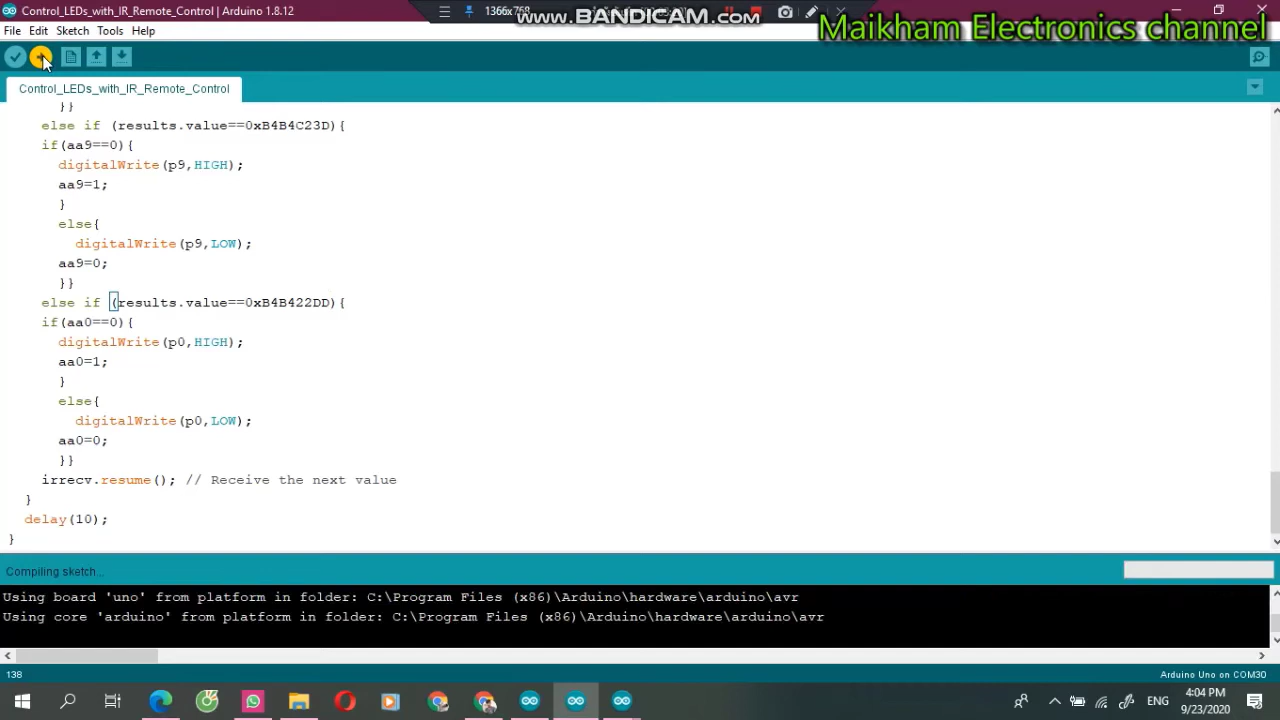 Control_LEDs_with_IR_Remote_Control | Arduino 1.8.12
1366x768
www.BANDICAM.com
Maikham Electronics channel
File Edit Sketch Tools Help
Control_LEDs_with_IR_Remote_Control
}}
else if (results.value==0xB4B4C23D){
if(aa9==0){
digitalWrite(p9,HIGH);
aa9=1;
}
else{
digitalWrite(p9,LOW);
aa9=0;
}}
else if (results.value==0xB4B422DD){
if(aa0==0){
digitalWrite(p0,HIGH);
aa0=1;
}
else{
digitalWrite(p0,LOW);
aa0=0;
}}
irrecv.resume(); // Receive the next value
}
delay(10);
}
Compiling sketch...
Using board 'uno' from platform in folder: C:\Program Files (x86)\Arduino\hardware\arduino\avr
Using core 'arduino' from platform in folder: C:\Program Files (x86)\Arduino\hardware\arduino\avr
138
Arduino Uno on COM30
ENG
4:04 PM
9/23/2020